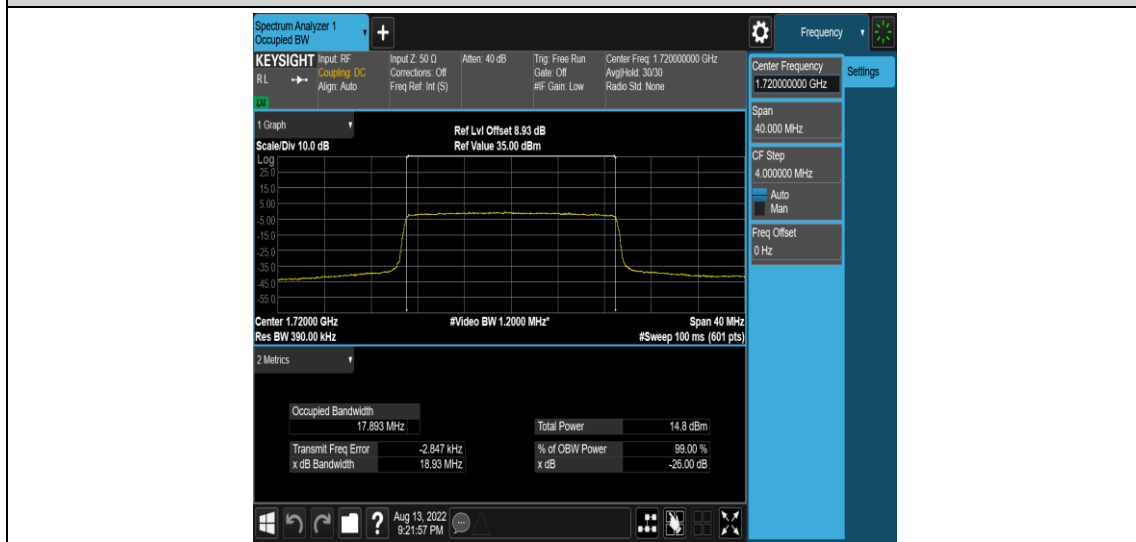 Spectrum Analyzer 1
Occupied BW
+
Frequency
KEYSIGHT Input: RF Input Z: 50 Ω Atten: 40 dB Trig: Free Run Center Freq: 1.720000000 GHz
RL Coupling: DC Corrections: Off Gate: Off Avg|Hold: 30/30
Align: Auto Freq Ref: Int (S) #IF Gain: Low Radio Std: None
LXI
Center Frequency
1.720000000 GHz
Settings
Span
40.000 MHz
CF Step
4.000000 MHz
Auto
Man
Freq Offset
0 Hz
1 Graph
Ref Lvl Offset 8.93 dB
Scale/Div 10.0 dB Ref Value 35.00 dBm
Log
25.0
15.0
5.00
-5.00
-15.0
-25.0
-35.0
-45.0
-55.0
Center 1.72000 GHz #Video BW 1.2000 MHz* Span 40 MHz
Res BW 390.00 kHz #Sweep 100 ms (601 pts)
2 Metrics
Occupied Bandwidth
17.893 MHz Total Power 14.8 dBm
Transmit Freq Error -2.847 kHz % of OBW Power 99.00 %
x dB Bandwidth 18.93 MHz x dB -26.00 dB
? Aug 13, 2022
9:21:57 PM